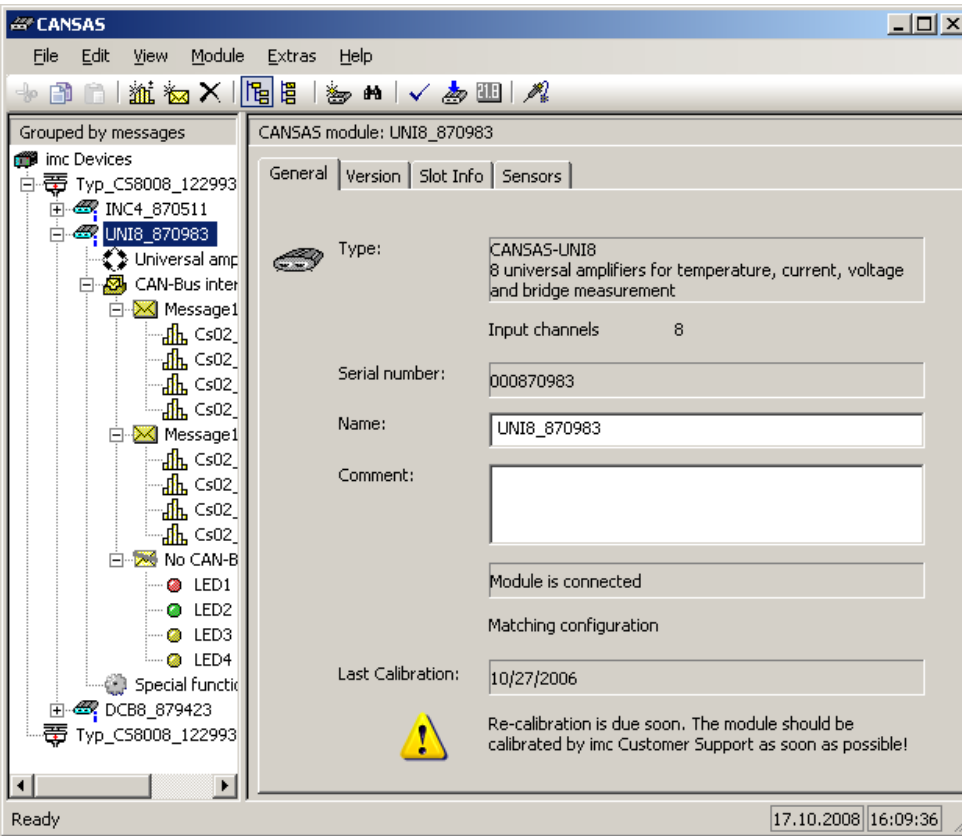 CANSAS
File Edit View Module Extras Help
Grouped by messages
imc Devices
Typ_CS8008_122993
INC4_870511
UNI8_870983
Universal amp
CAN-Bus inter
Message1
Cs02_
Cs02_
Cs02_
Cs02_
Message1
Cs02_
Cs02_
Cs02_
Cs02_
No CAN-B
LED1
LED2
LED3
LED4
Special functio
DCB8_879423
Typ_CS8008_122993
CANSAS module: UNI8_870983
General Version Slot Info Sensors
Type:
CANSAS-UNI8
8 universal amplifiers for temperature, current, voltage
and bridge measurement
Input channels 8
Serial number: 000870983
Name: UNI8_870983
Comment:
Module is connected
Matching configuration
Last Calibration: 10/27/2006
Re-calibration is due soon. The module should be
calibrated by imc Customer Support as soon as possible!
Ready 17.10.2008 16:09:36